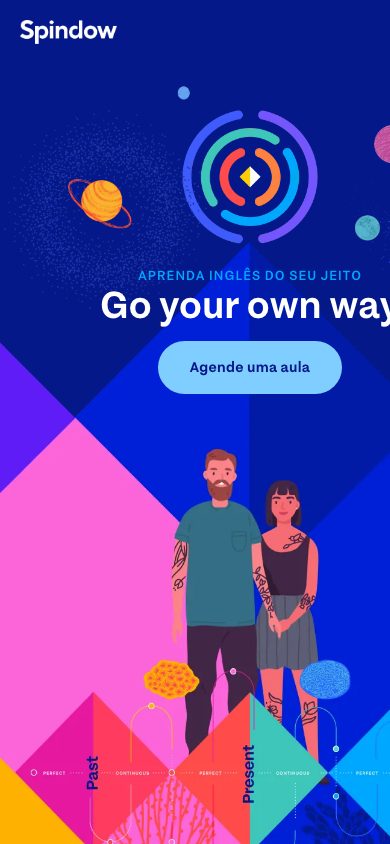 Spindow
APRENDA INGLÊS DO SEU JEITO
Go your own way
Agende uma aula
PERFECT
Past
CONTINUOUS
PERFECT
Present
CONTINUOUS
PERFECT